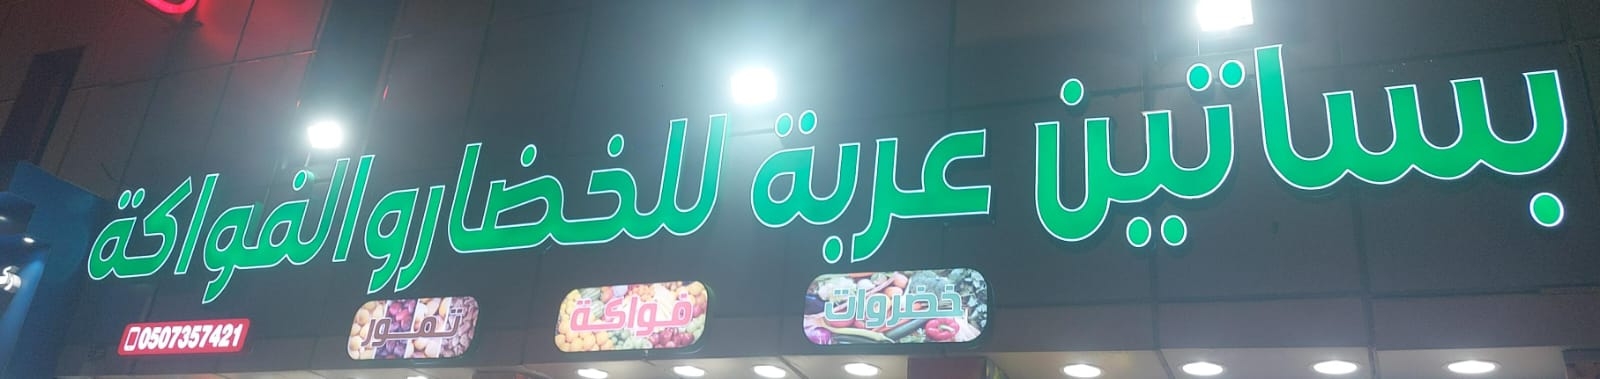 بساتين عربة للخضار والفواكة
خضروات
فواكة
تمور
0507357421